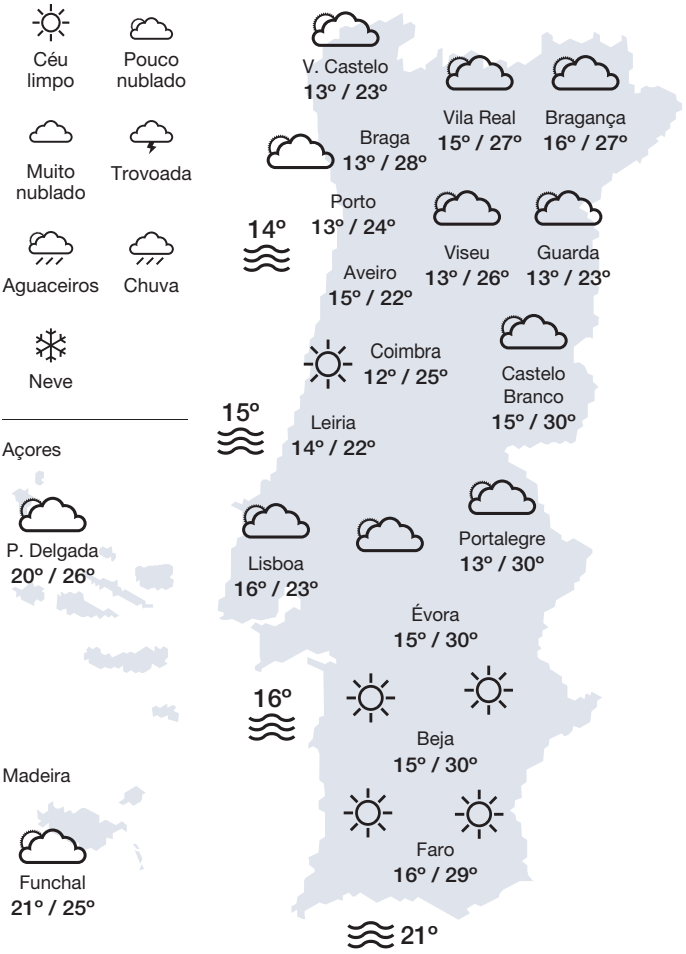 Céu
limpo
Pouco
nublado
Muito
nublado
Trovoada
Aguaceiros
Chuva
Neve
Açores
P. Delgada
20º / 26º
Madeira
Funchal
21º / 25º
V. Castelo
13º / 23º
Vila Real
15º / 27º
Bragança
16º / 27º
Braga
13º / 28º
Porto
13º / 24º
14º
Viseu
13º / 26º
Guarda
13º / 23º
Aveiro
15º / 22º
Coimbra
12º / 25º
Castelo
Branco
15º / 30º
15º
Leiria
14º / 22º
Lisboa
16º / 23º
Portalegre
13º / 30º
Évora
15º / 30º
16º
Beja
15º / 30º
Faro
16º / 29º
21º